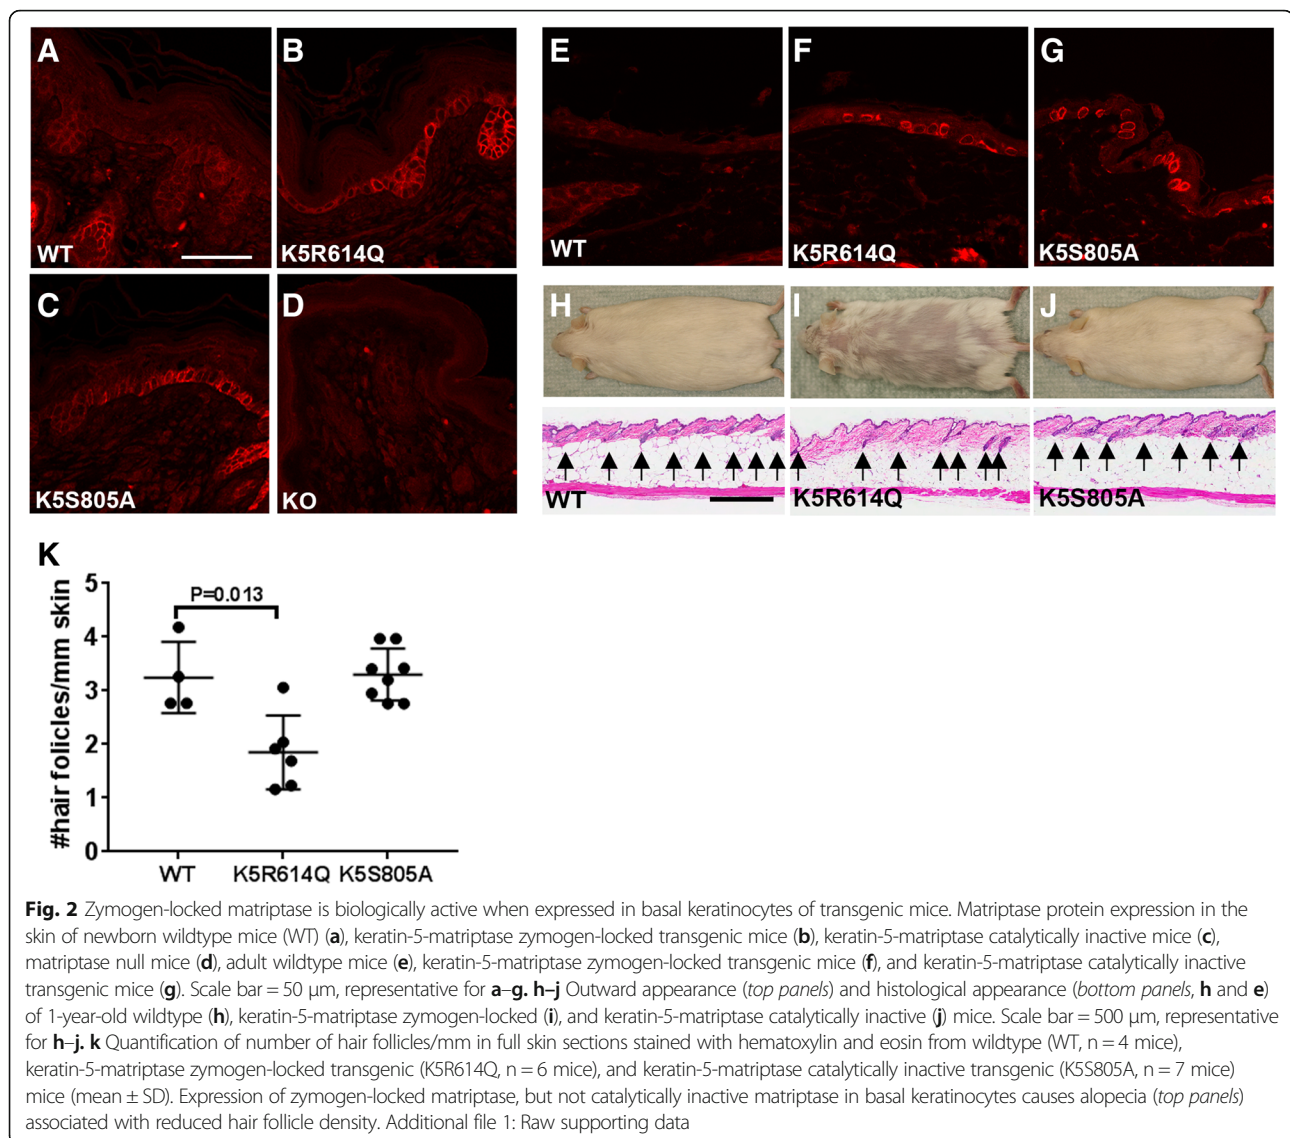 A
WT
B
K5R614Q
C
K5S805A
D
KO
E
WT
F
K5R614Q
G
K5S805A
H
WT
I
K5R614Q
J
K5S805A
K
#hair follicles/mm skin
5
4
3
2
1
0
P=0.013
WT K5R614Q K5S805A
Fig. 2 Zymogen-locked matriptase is biologically active when expressed in basal keratinocytes of transgenic mice. Matriptase protein expression in the
skin of newborn wildtype mice (WT) (a), keratin-5-matriptase zymogen-locked transgenic mice (b), keratin-5-matriptase catalytically inactive mice (c),
matriptase null mice (d), adult wildtype mice (e), keratin-5-matriptase zymogen-locked transgenic mice (f), and keratin-5-matriptase catalytically inactive
transgenic mice (g). Scale bar = 50 μm, representative for a–g. h–j Outward appearance (top panels) and histological appearance (bottom panels, h and e)
of 1-year-old wildtype (h), keratin-5-matriptase zymogen-locked (i), and keratin-5-matriptase catalytically inactive (j) mice. Scale bar = 500 μm, representative
for h–j. k Quantification of number of hair follicles/mm in full skin sections stained with hematoxylin and eosin from wildtype (WT, n = 4 mice),
keratin-5-matriptase zymogen-locked transgenic (K5R614Q, n = 6 mice), and keratin-5-matriptase catalytically inactive transgenic (K5S805A, n = 7 mice)
mice (mean ± SD). Expression of zymogen-locked matriptase, but not catalytically inactive matriptase in basal keratinocytes causes alopecia (top panels)
associated with reduced hair follicle density. Additional file 1: Raw supporting data